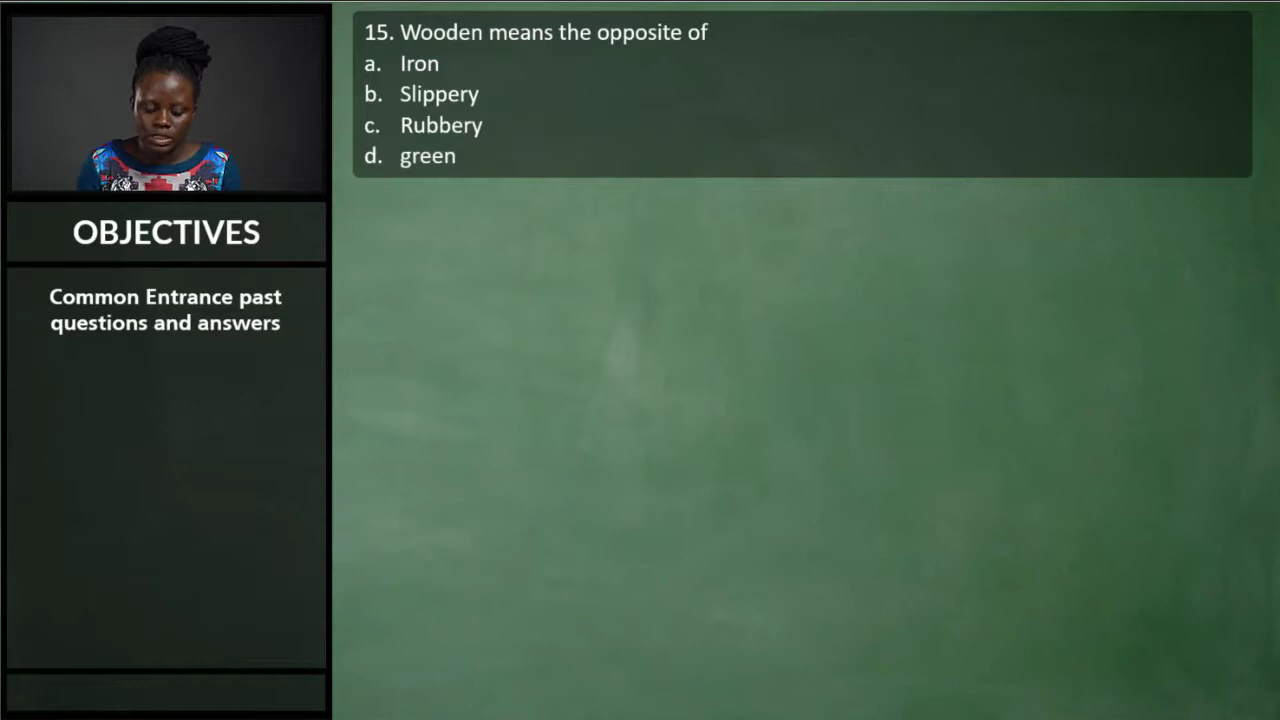 15. Wooden means the opposite of
a. Iron
b. Slippery
c. Rubbery
d. green
OBJECTIVES
Common Entrance past
questions and answers